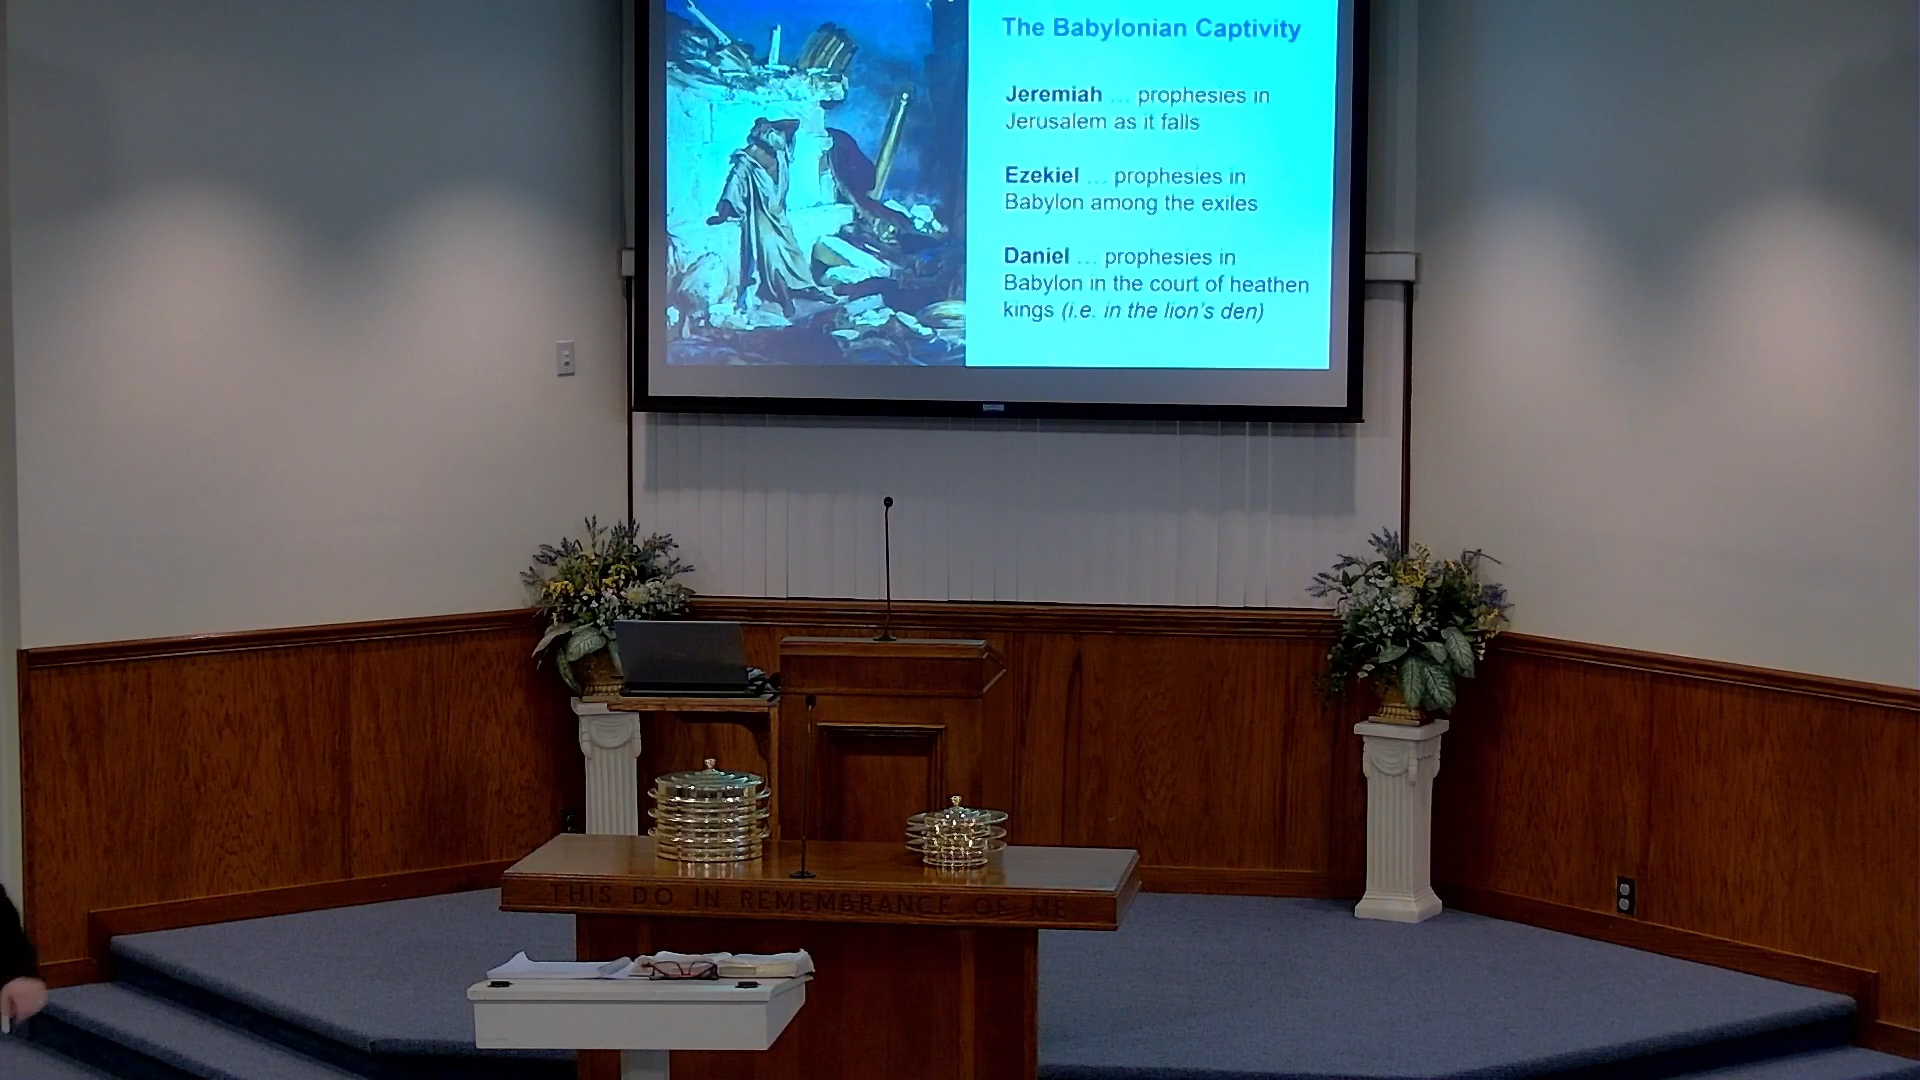 The Babylonian Captivity
Jeremiah ... prophesies in
Jerusalem as it falls
Ezekiel ... prophesies in
Babylon among the exiles
Daniel ... prophesies in
Babylon in the court of heathen
kings (i.e. in the lion's den)
THIS DO IN REMEMBRANCE OF ME